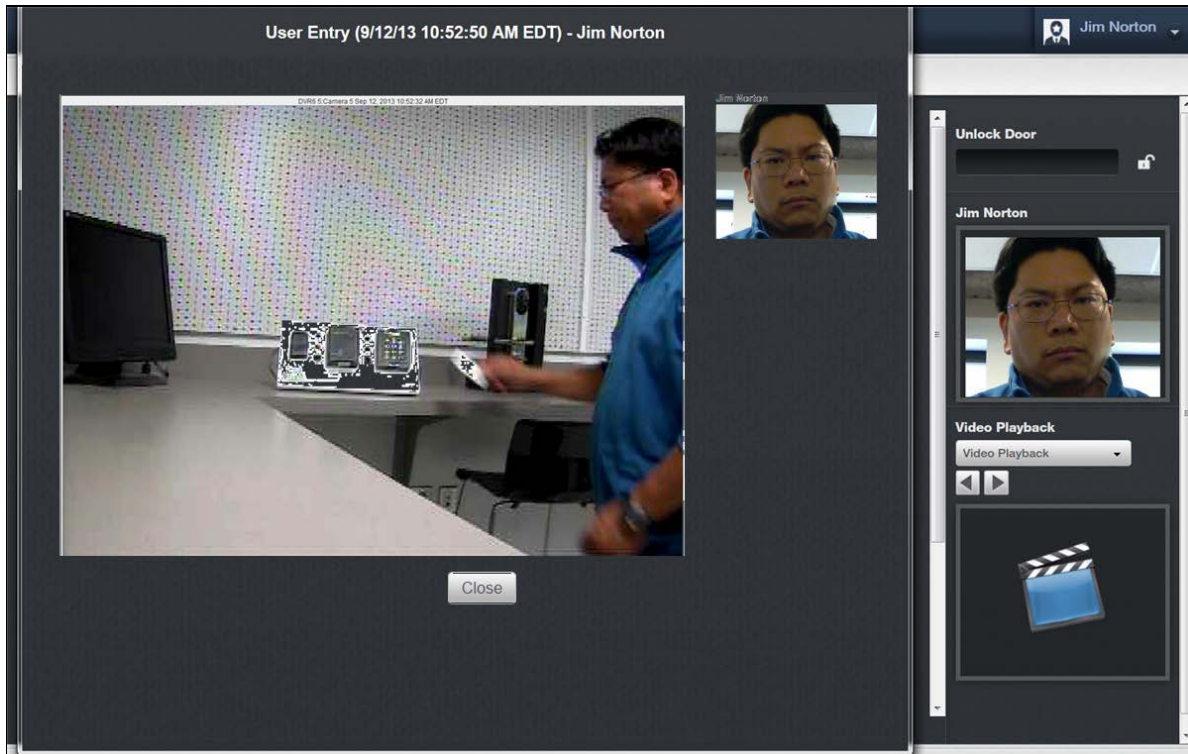 User Entry (9/12/13 10:52:50 AM EDT) - Jim Norton
Jim Norton
DVR6 5:Camera 5 Sep 12, 2013 10:52:32 AM EDT
Jim Norton
Unlock Door
Jim Norton
Video Playback
Video Playback
Close